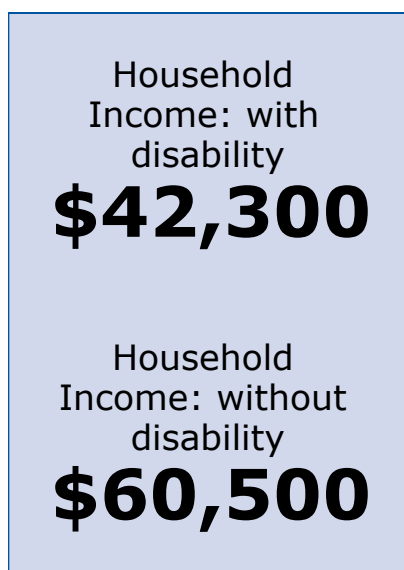 Household
Income: with
disability
$42,300
Household
Income: without
disability
$60,500